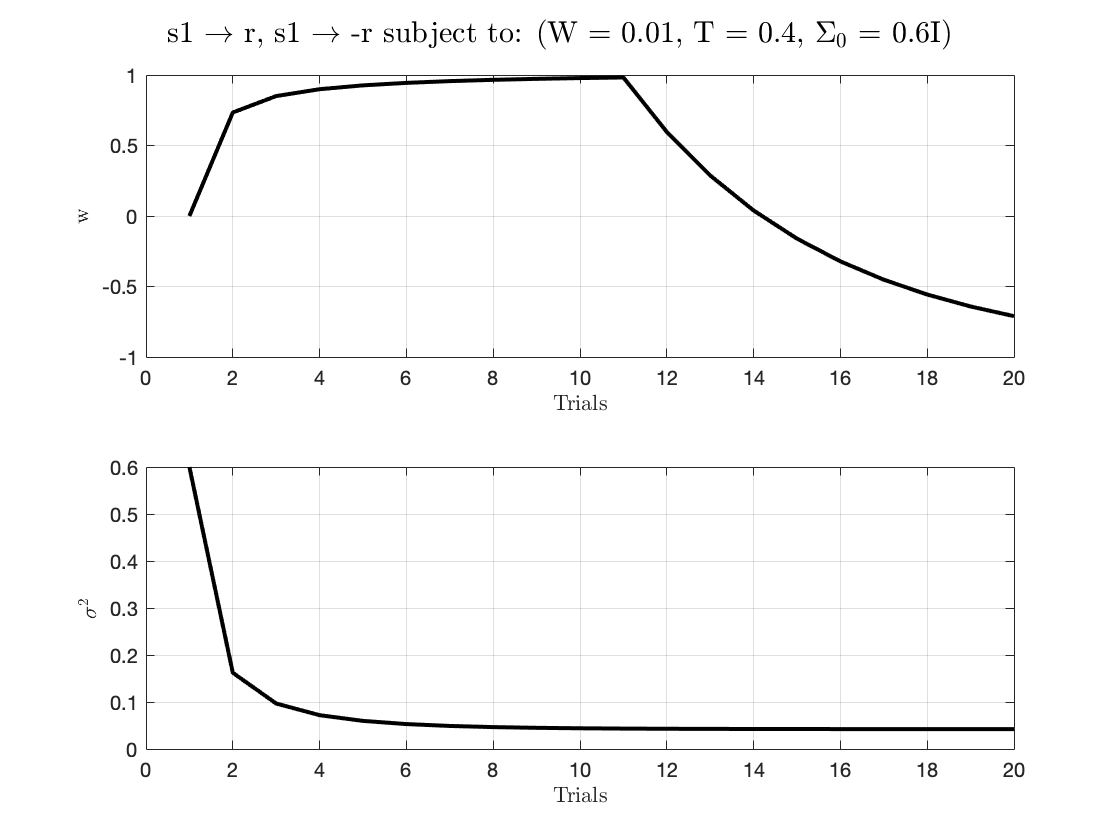 s1 → r, s1 → -r subject to: (W = 0.01, T = 0.4, Σ₀ = 0.6I)
1
0.5
0
-0.5
-1
w
0 2 4 6 8 10 12 14 16 18 20
Trials
0.6
0.5
0.4
0.3
0.2
0.1
0
σ²
0 2 4 6 8 10 12 14 16 18 20
Trials